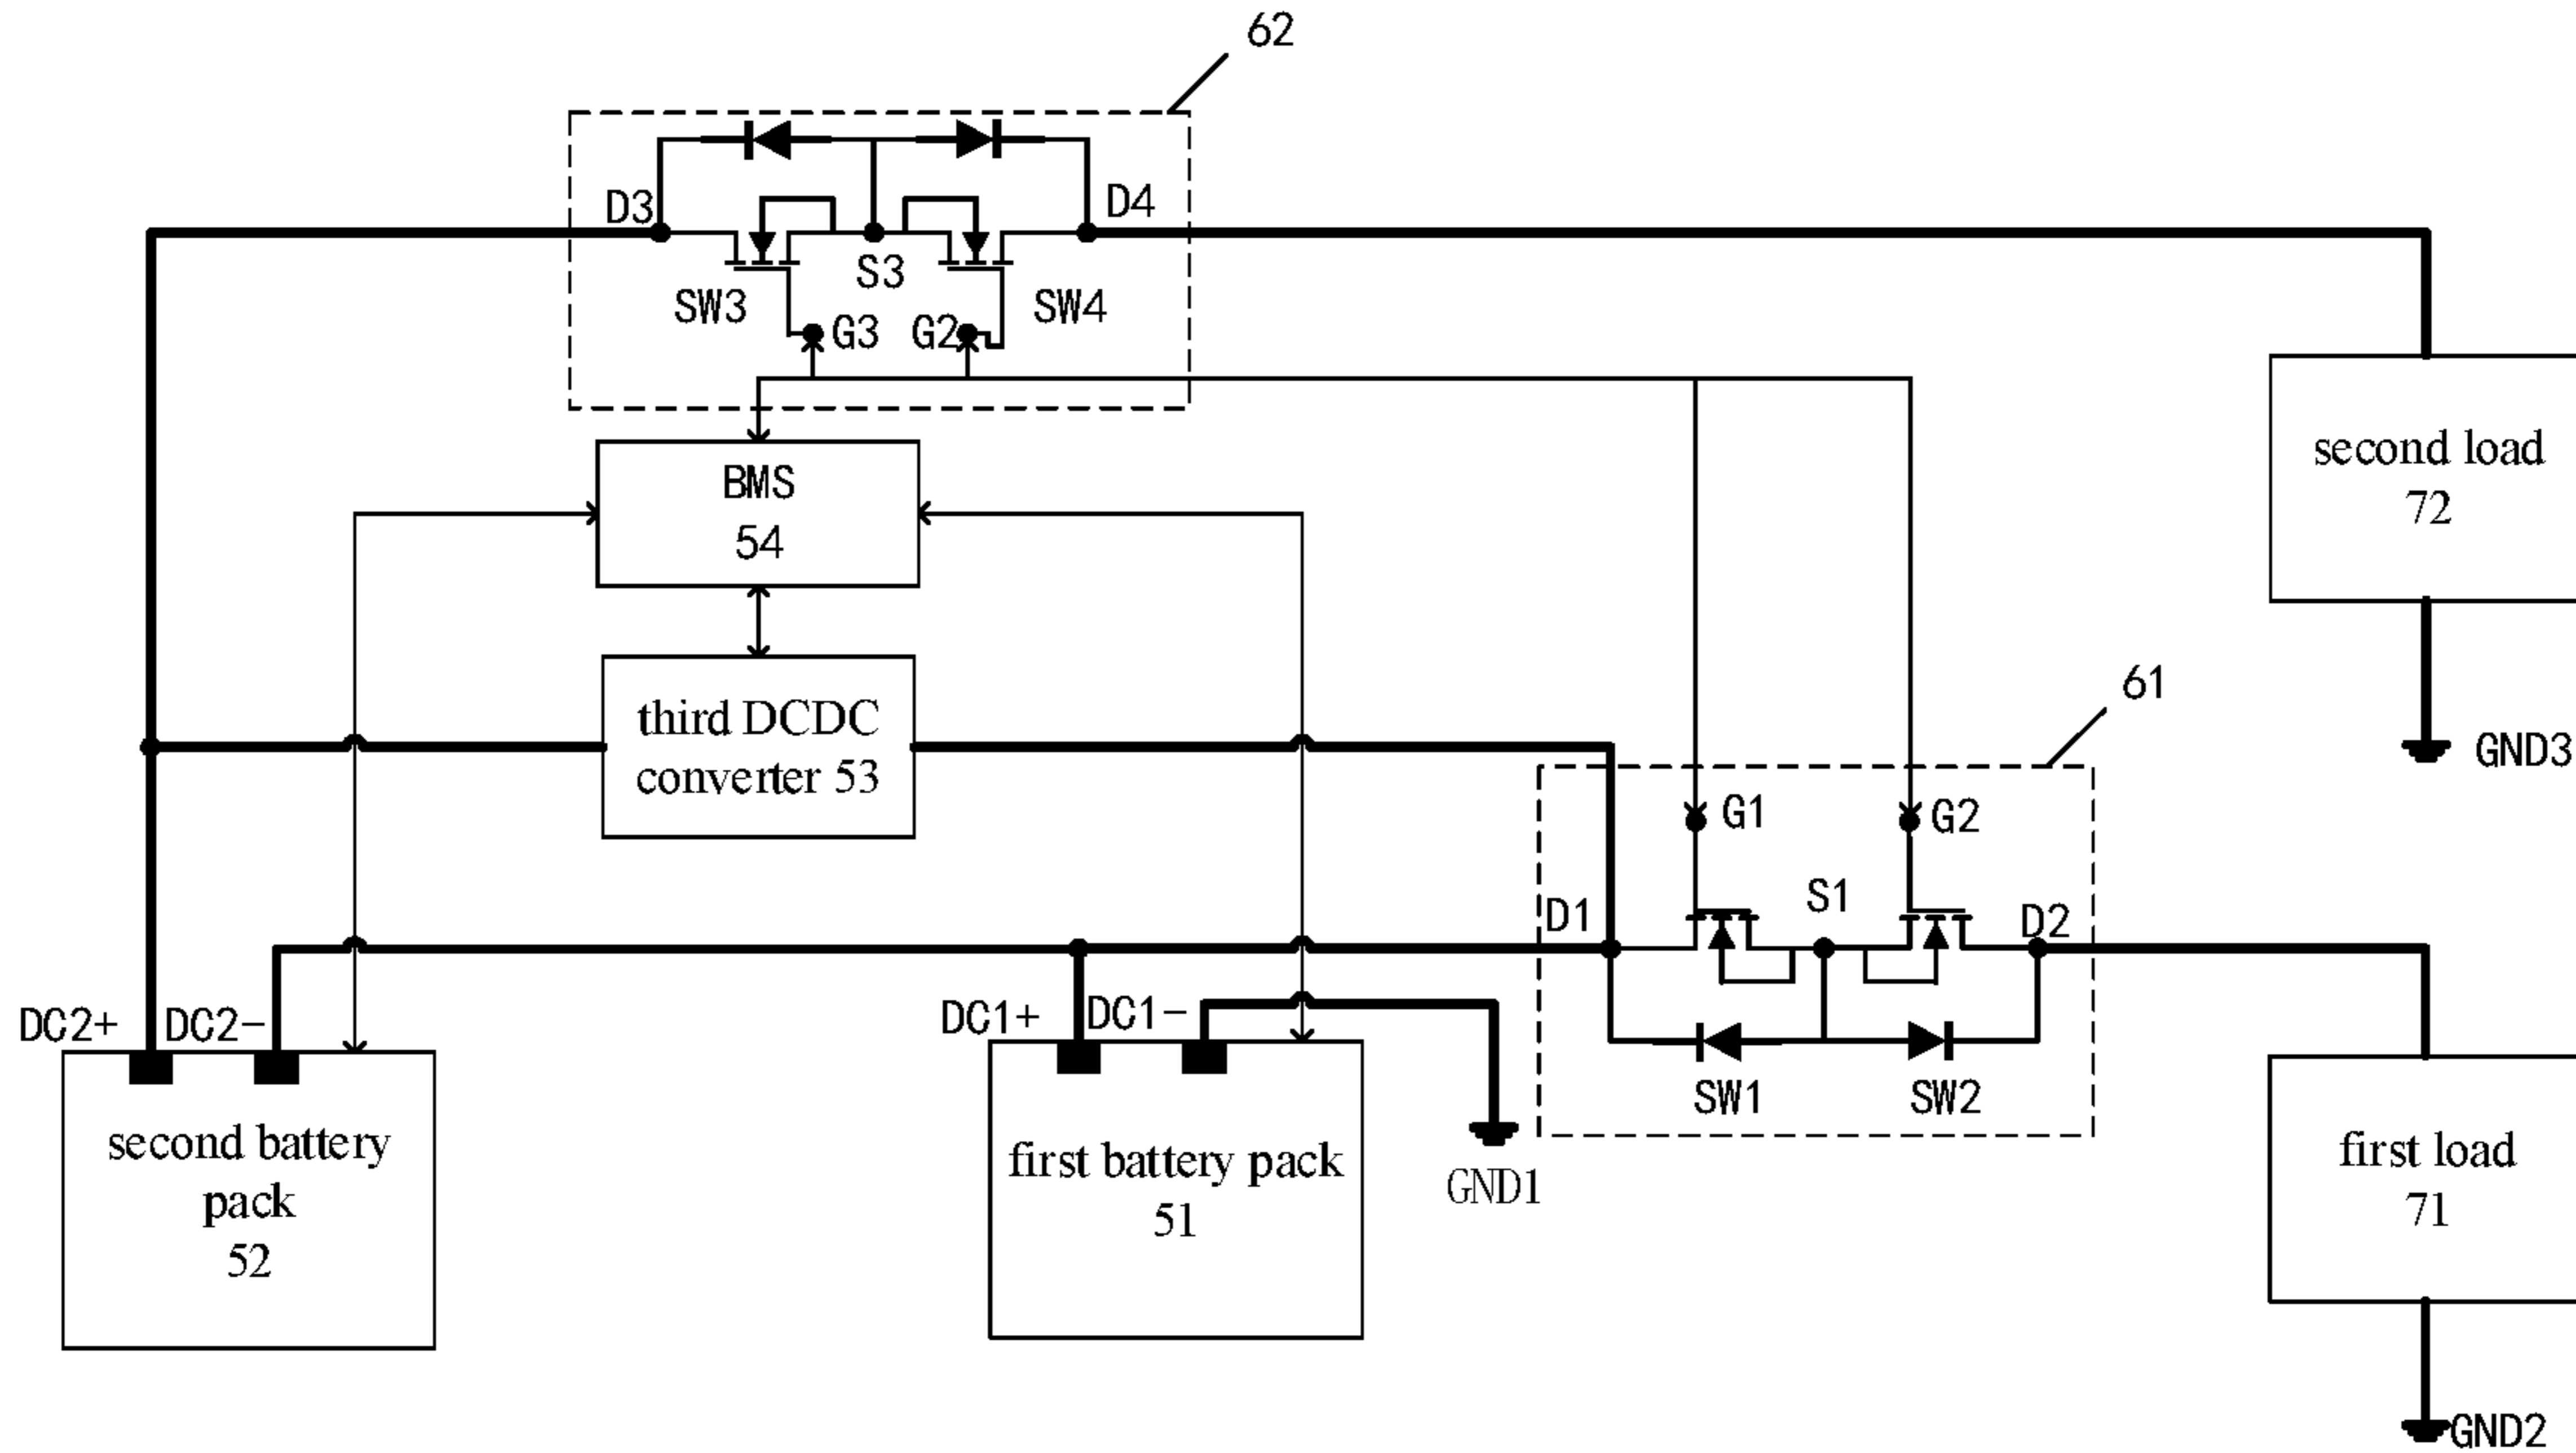 62
D3
D4
S3
SW3
SW4
G3
G2
BMS
54
second load
72
third DCDC
converter 53
61
GND3
G1
G2
S1
D1
D2
DC2+
DC2-
DC1+
DC1-
SW1
SW2
second battery
pack
52
first battery pack
51
GND1
first load
71
GND2